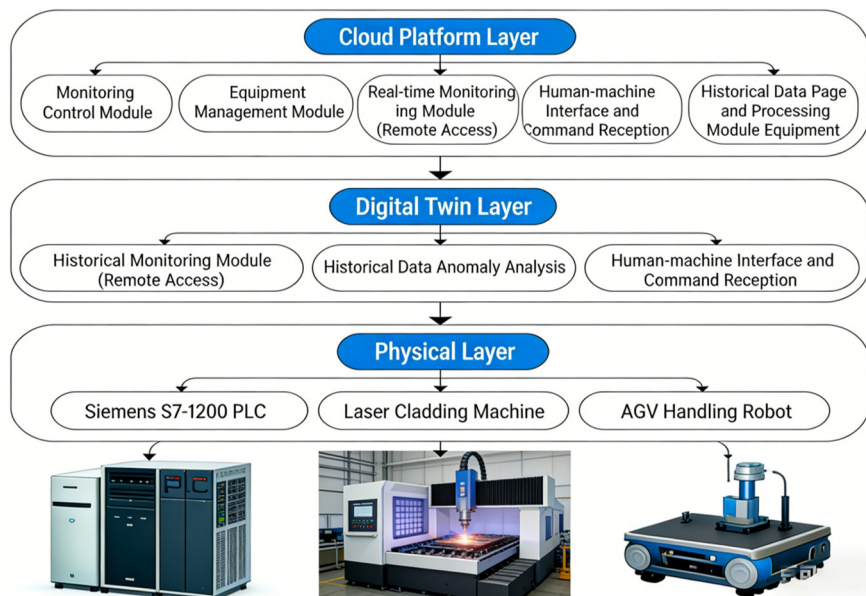 Cloud Platform Layer
Monitoring
Control Module
Equipment
Management Module
Real-time Monitoring
ing Module
(Remote Access)
Human-machine
Interface and
Command Reception
Historical Data Page
and Processing
Module Equipment
Digital Twin Layer
Historical Monitoring Module
(Remote Access)
Historical Data Anomaly Analysis
Human-machine Interface and
Command Reception
Physical Layer
Siemens S7-1200 PLC
Laser Cladding Machine
AGV Handling Robot